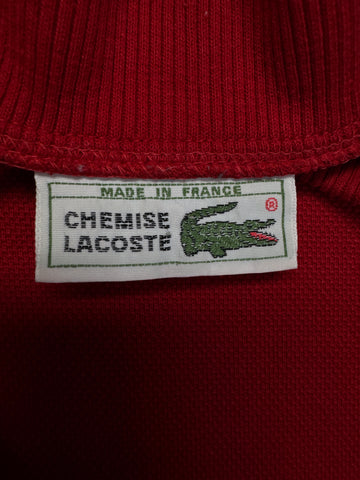 MADE IN FRANCE
CHEMISE
LACOSTE
®